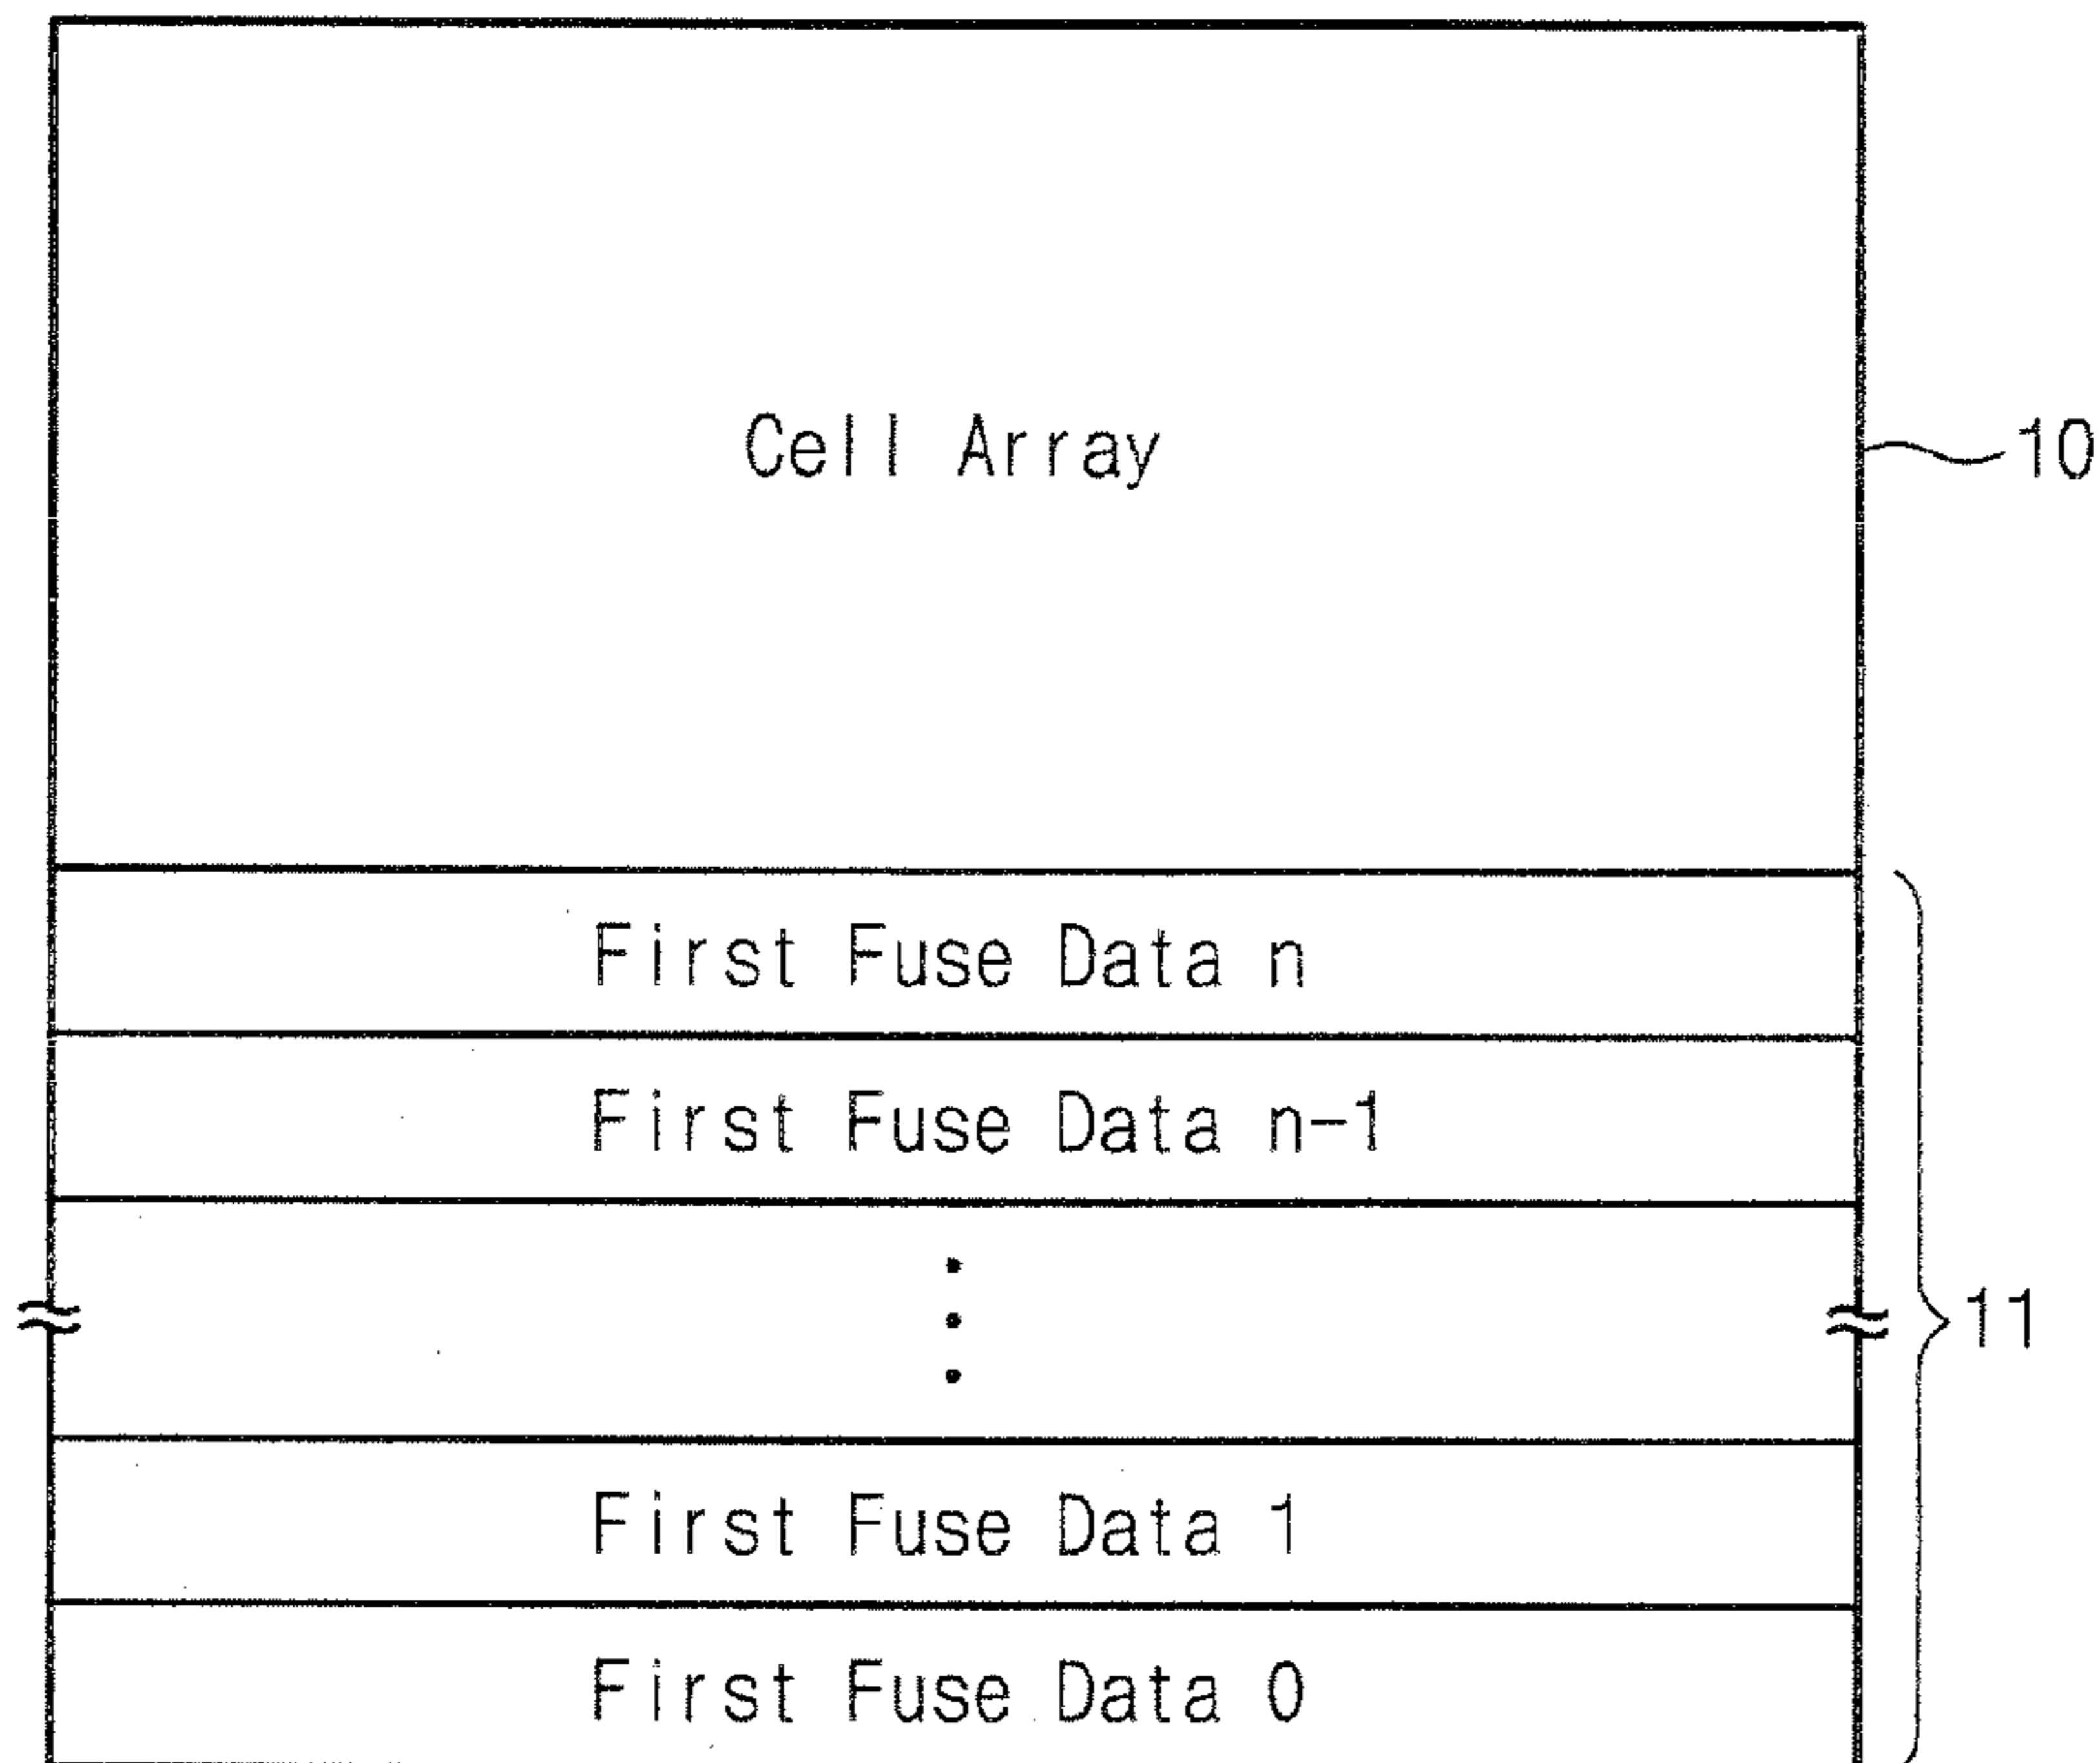 Cell Array
10
First Fuse Data n
First Fuse Data n-1
11
First Fuse Data 1
First Fuse Data 0